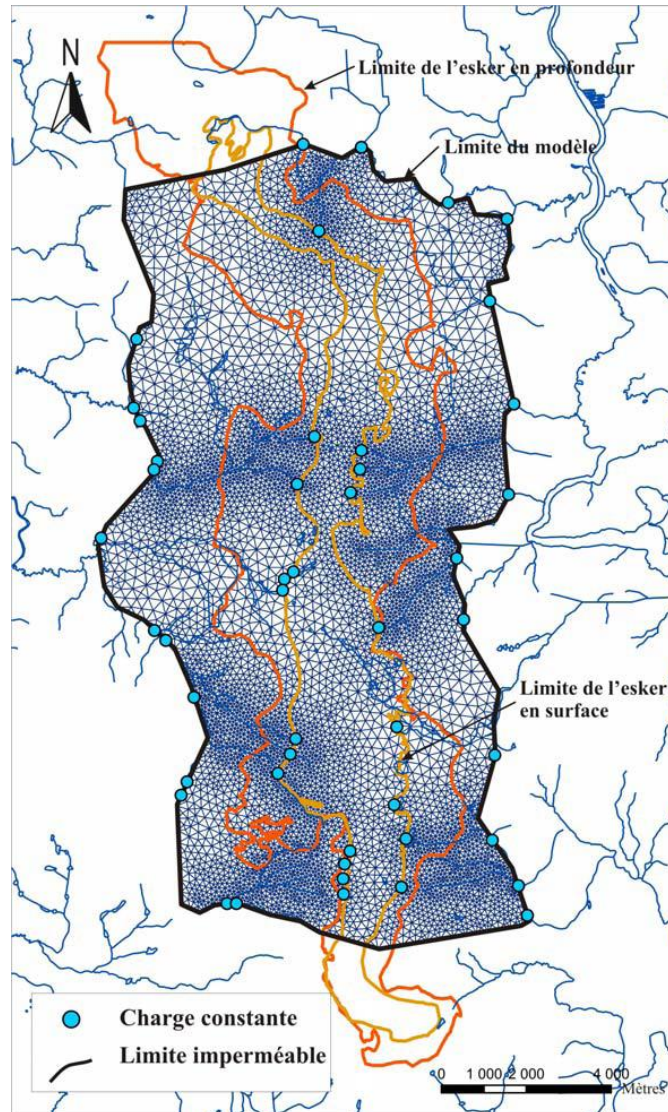 N
Limite de l'esker en profondeur
Limite du modèle
Limite de l'esker
en surface
Charge constante
Limite imperméable
0 1 000 2 000 4 000
Mètres